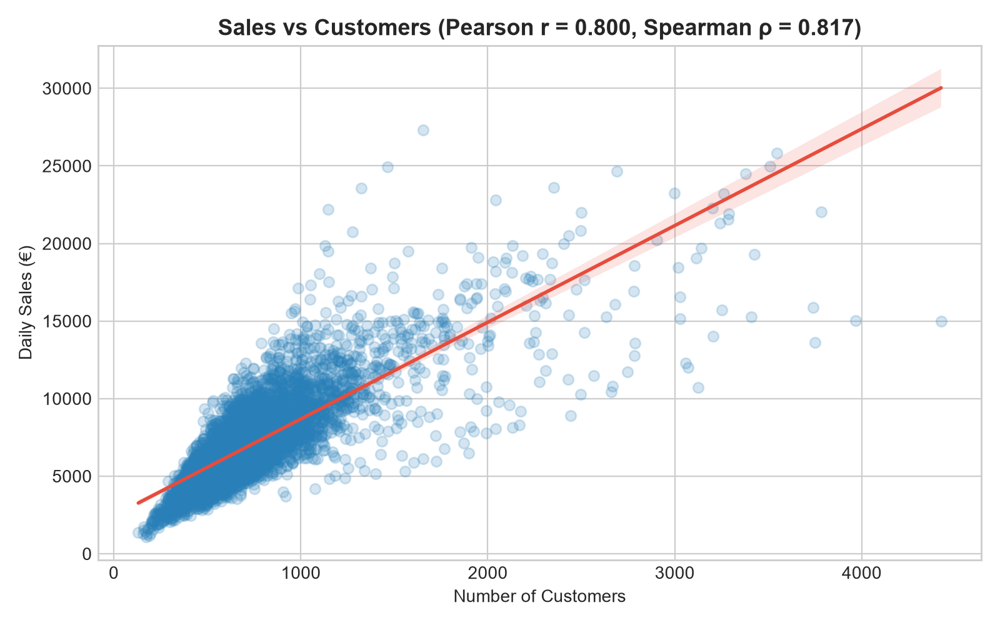 Sales vs Customers (Pearson r = 0.800, Spearman ρ = 0.817)
30000
25000
20000
15000
10000
5000
0
Daily Sales (€)
0 1000 2000 3000 4000
Number of Customers